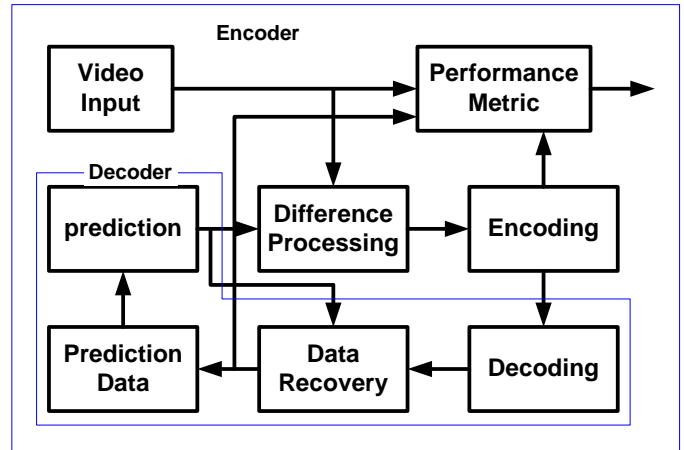 Encoder
Video
Input
Performance
Metric
Decoder
prediction
Difference
Processing
Encoding
Prediction
Data
Data
Recovery
Decoding